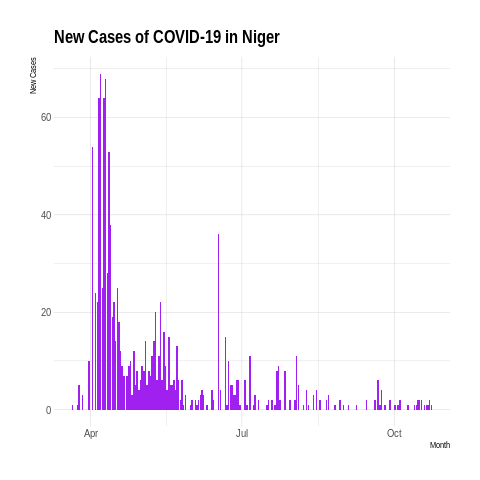 New Cases of COVID-19 in Niger
New Cases
60
40
20
0
Apr
Jul
Oct
Month